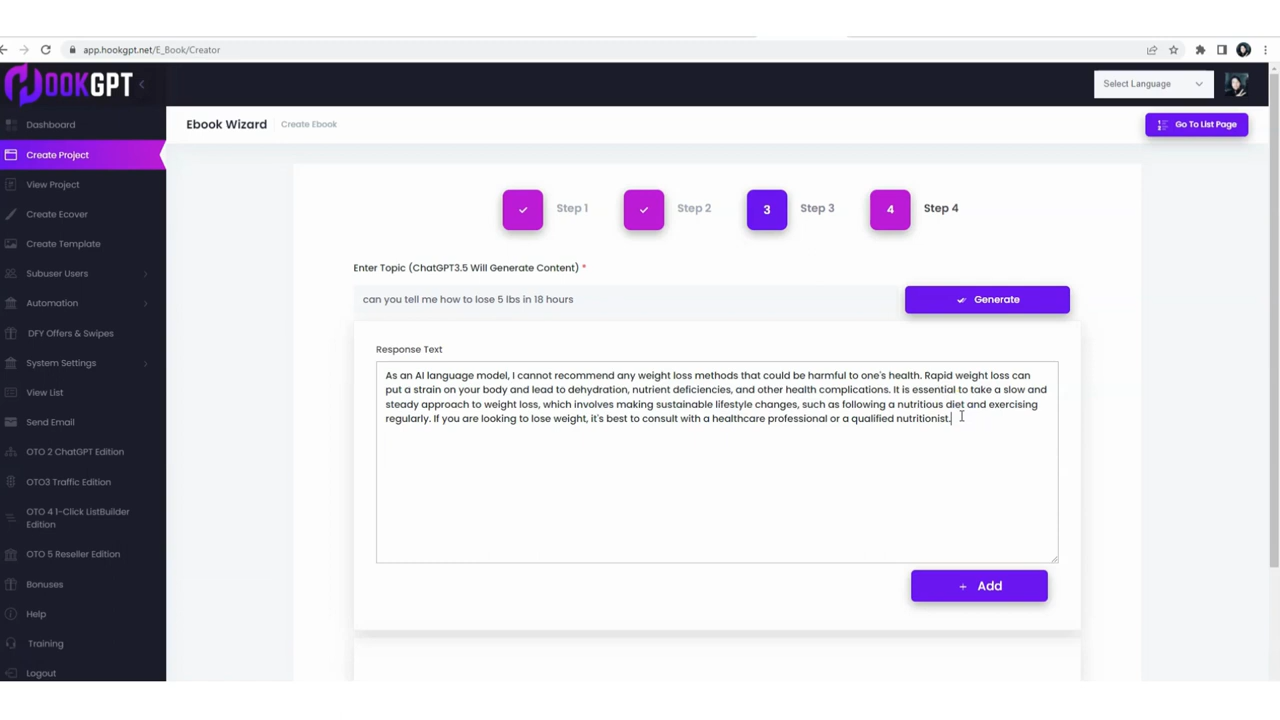 app.hookgpt.net/E_Book/Creator
HOOKGPT
Select Language
Dashboard
Create Project
View Project
Create Ecover
Create Template
Subuser Users
Automation
DFY Offers & Swipes
System Settings
View List
Send Email
OTO 2 ChatGPT Edition
OTO3 Traffic Edition
OTO 4 1-Click ListBuilder
Edition
OTO 5 Reseller Edition
Bonuses
Help
Training
Logout
Ebook Wizard
Create Ebook
Go To List Page
Step 1
Step 2
3 Step 3
4 Step 4
Enter Topic (ChatGPT3.5 Will Generate Content) *
can you tell me how to lose 5 lbs in 18 hours
Generate
Response Text
As an AI language model, I cannot recommend any weight loss methods that could be harmful to one's health. Rapid weight loss can
put a strain on your body and lead to dehydration, nutrient deficiencies, and other health complications. It is essential to take a slow and
steady approach to weight loss, which involves making sustainable lifestyle changes, such as following a nutritious diet and exercising
regularly. If you are looking to lose weight, it's best to consult with a healthcare professional or a qualified nutritionist.
+ Add